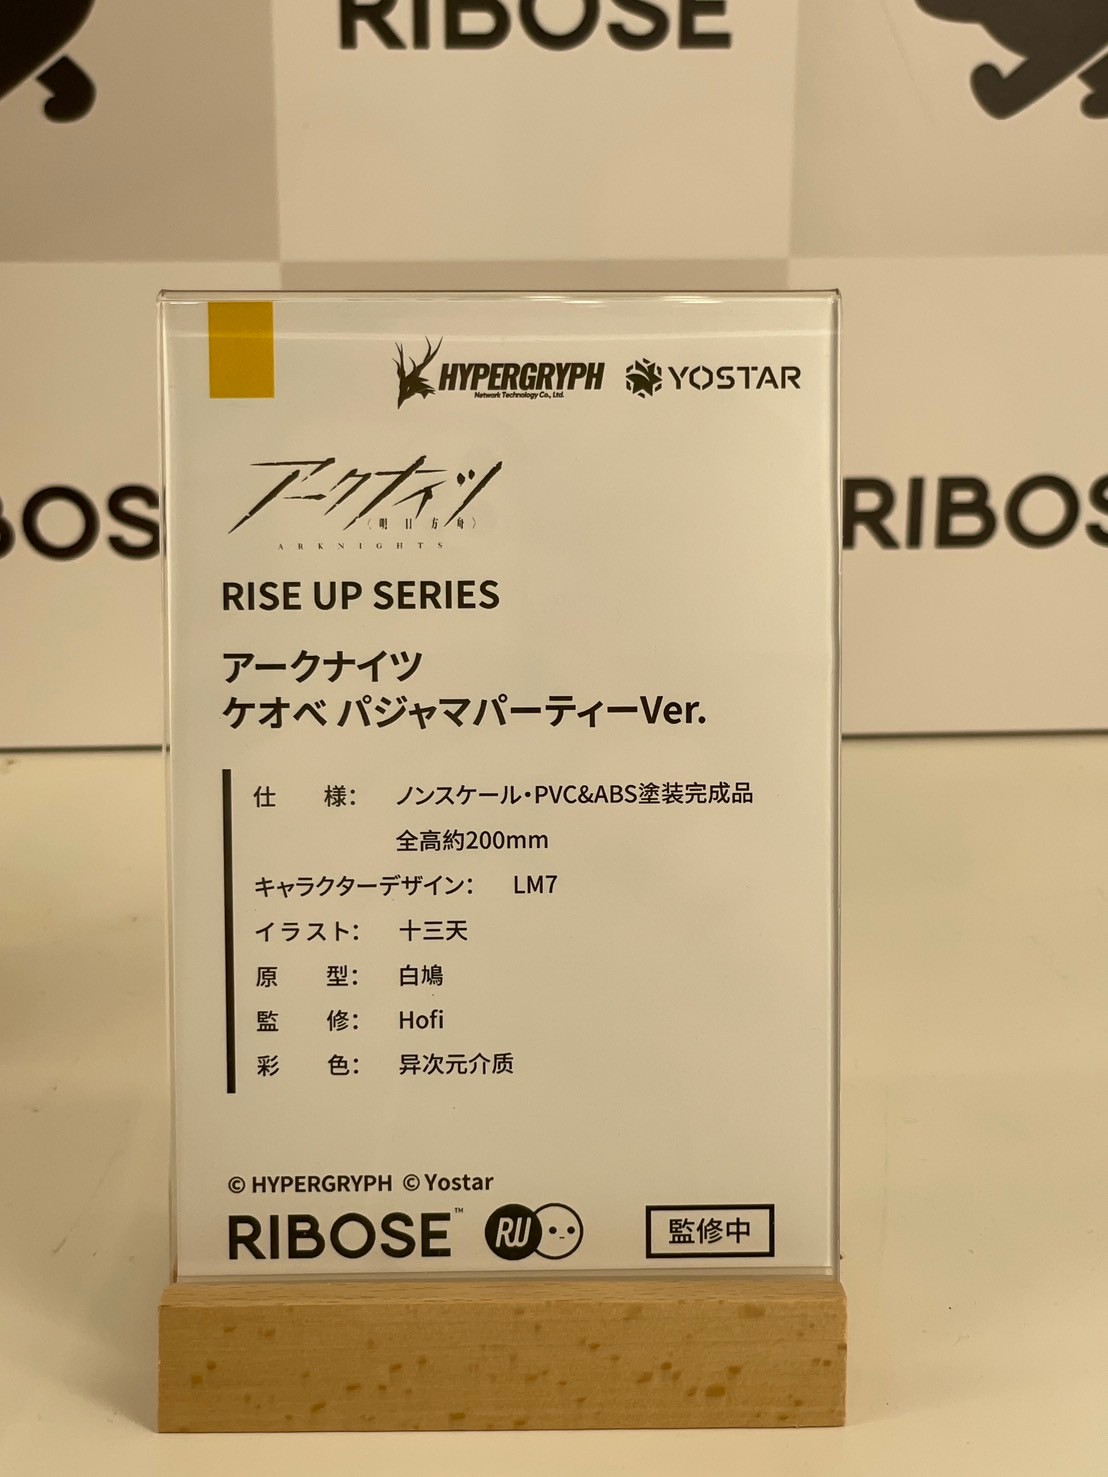 RIBOSE
RIBOSE
HYPERGRYPH
Network Technology Co., Ltd.
YOSTAR
アークナイツ
〈明日方舟〉
ARKNIGHTS
RISE UP SERIES
アークナイツ
ケオベ パジャマパーティーVer.
仕 様: ノンスケール・PVC&ABS塗装完成品
全高約200mm
キャラクターデザイン: LM7
イラスト: 十三天
原 型: 白鳩
監 修: Hofi
彩 色: 异次元介质
© HYPERGRYPH © Yostar
RIBOSE™ RU
監修中